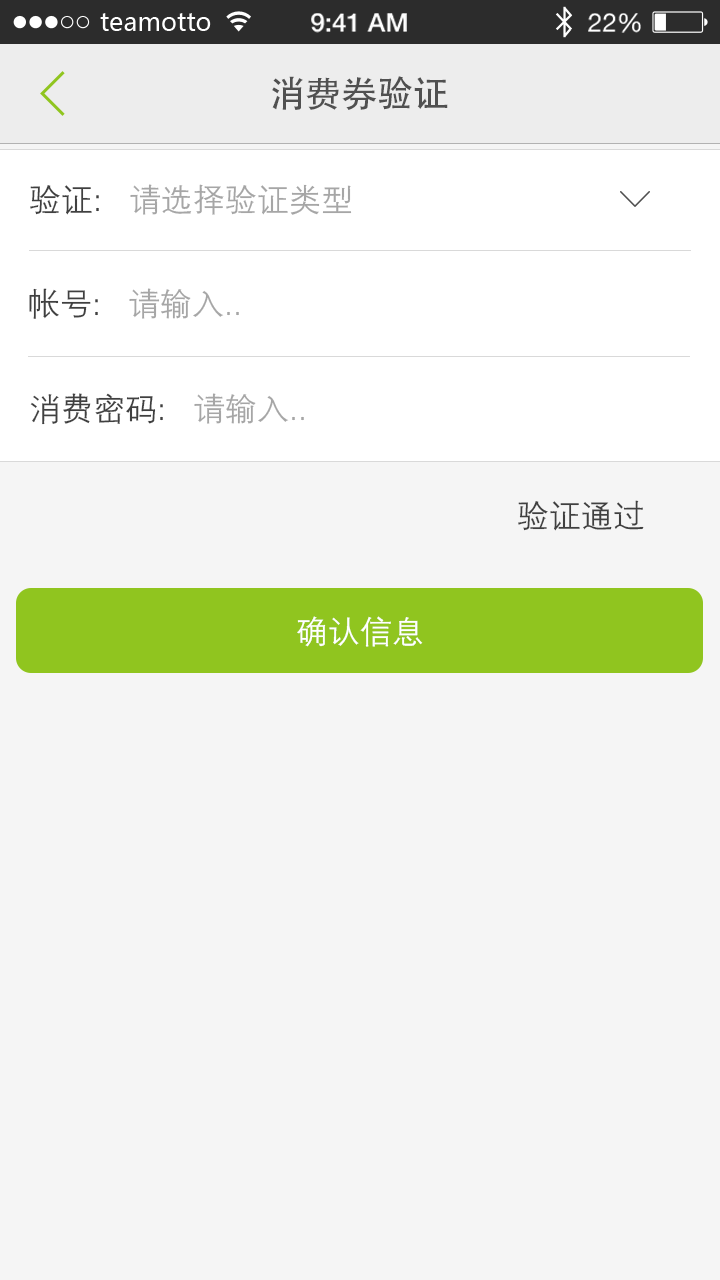 teamotto 9:41 AM 22%
消费券验证
验证: 请选择验证类型
帐号: 请输入..
消费密码: 请输入..
验证通过
确认信息